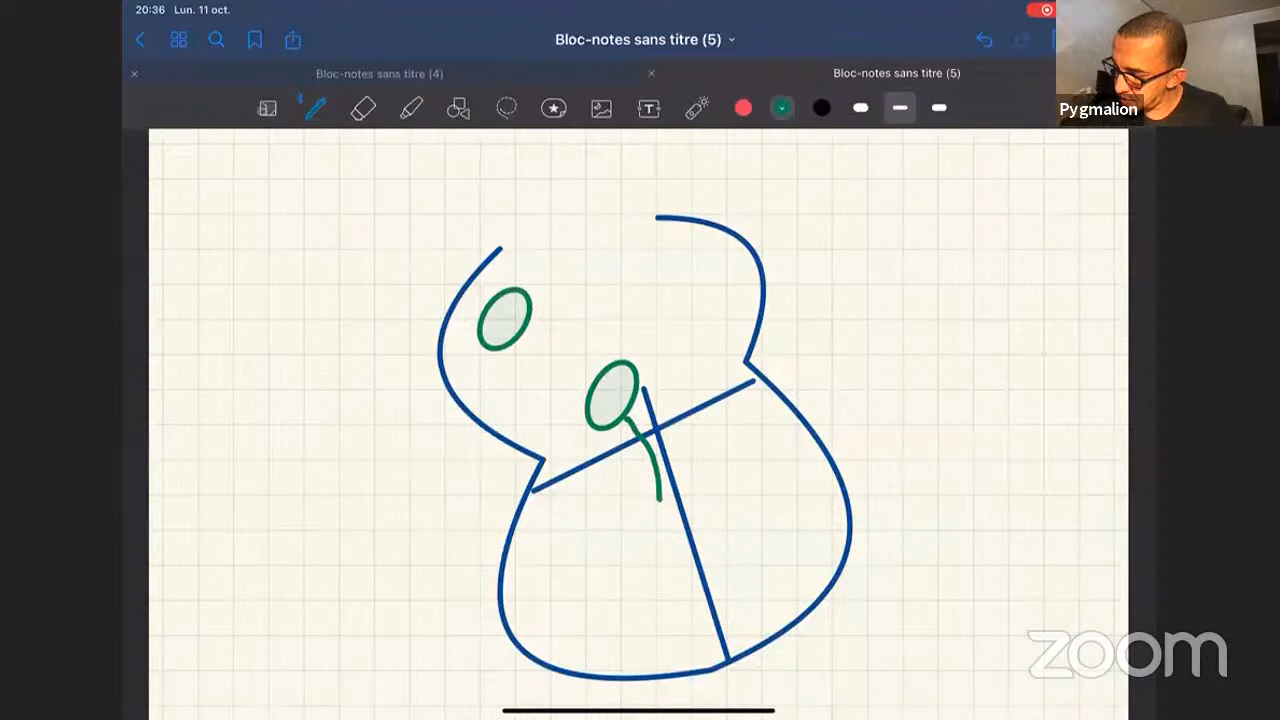 20:36 Lun. 11 oct.
Bloc-notes sans titre (5)
Bloc-notes sans titre (4)
Bloc-notes sans titre (5)
T
Pygmalion
zoom